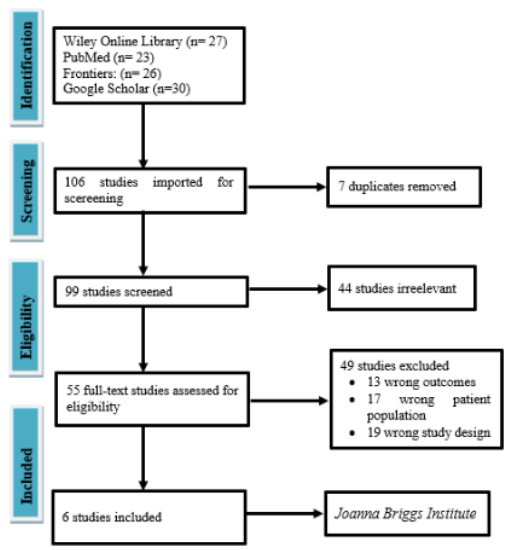 Identification
Wiley Online Library (n= 27)
PubMed (n= 23)
Frontiers: (n= 26)
Google Scholar (n=30)
Screening
106 studies imported for
scereening
7 duplicates removed
Eligibility
99 studies screened
44 studies irrelevant
55 full-text studies assessed for
eligibility
49 studies excluded
• 13 wrong outcomes
• 17 wrong patient
population
• 19 wrong study design
Included
6 studies included
Joanna Briggs Institute